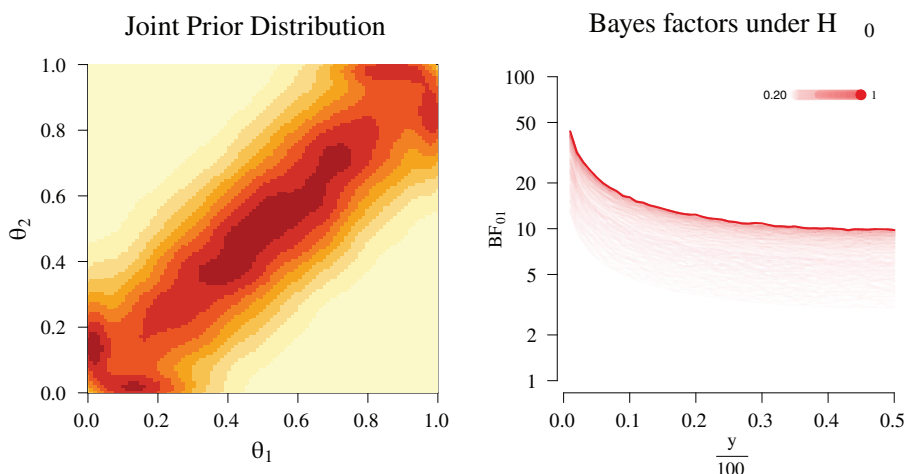 Joint Prior Distribution
1.0
0.8
0.6
0.4
0.2
0.0
θ2
0.0 0.2 0.4 0.6 0.8 1.0
θ1
Bayes factors under H 0
100
50
20
10
5
2
1
BF01
0.20 1
0.0 0.1 0.2 0.3 0.4 0.5
y
100